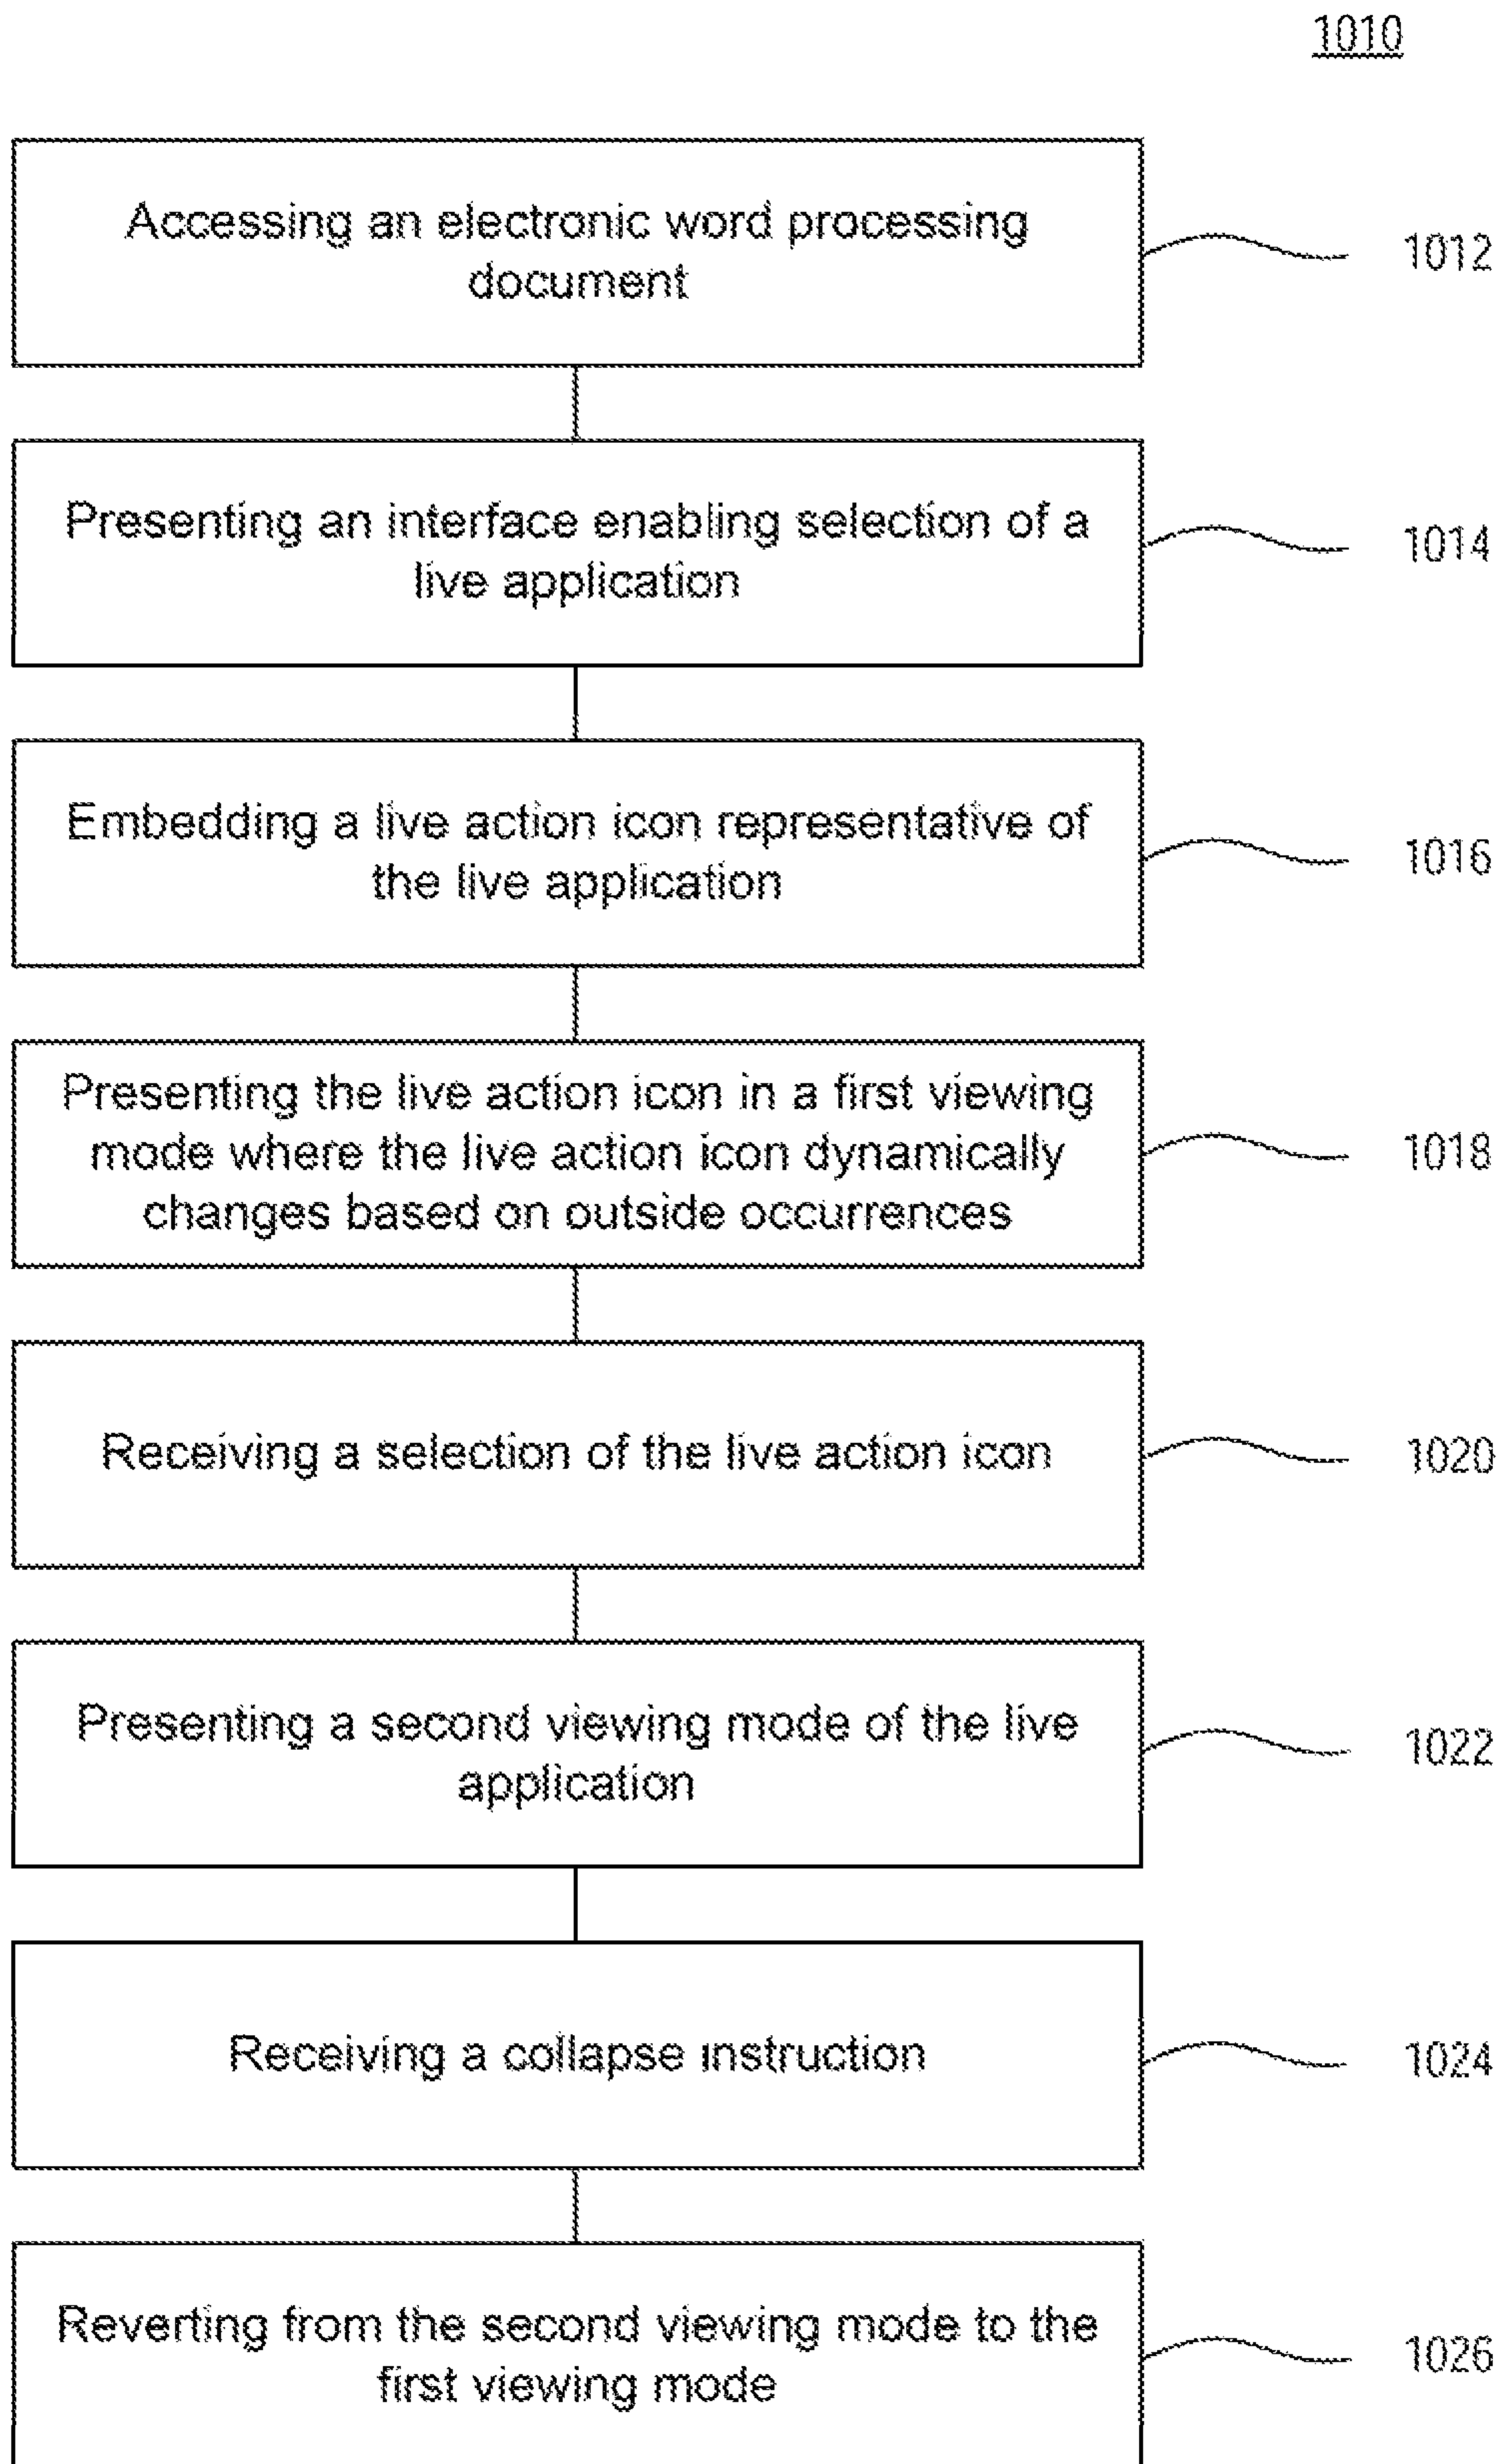 1010
Accessing an electronic word processing
document
1012
Presenting an interface enabling selection of a
live application
1014
Embedding a live action icon representative of
the live application
1016
Presenting the live action icon in a first viewing
mode where the live action icon dynamically
changes based on outside occurrences
1018
Receiving a selection of the live action icon
1020
Presenting a second viewing mode of the live
application
1022
Receiving a collapse instruction
1024
Reverting from the second viewing mode to the
first viewing mode
1026